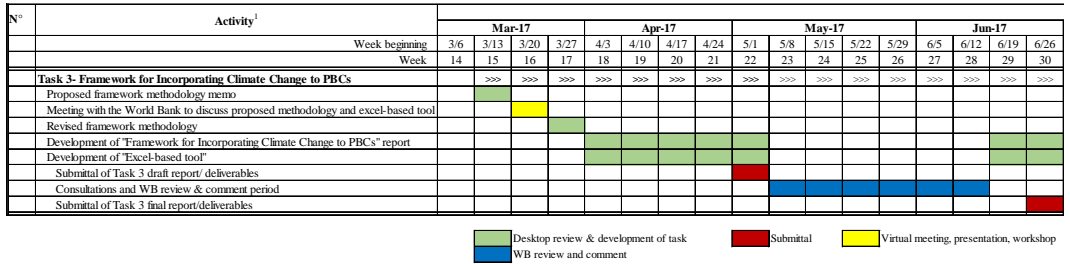 N° Activity1
Mar-17 Apr-17 May-17 Jun-17
Week beginning 3/6 3/13 3/20 3/27 4/3 4/10 4/17 4/24 5/1 5/8 5/15 5/22 5/29 6/5 6/12 6/19 6/26
Week 14 15 16 17 18 19 20 21 22 23 24 25 26 27 28 29 30
Task 3- Framework for Incorporating Climate Change to PBCs >>> >>> >>> >>> >>> >>> >>> >>> >>> >>> >>> >>> >>> >>> >>> >>>
Proposed framework methodology memo
Meeting with the World Bank to discuss proposed methodology and excel-based tool
Revised framework methodology
Development of "Framework for Incorporating Climate Change to PBCs" report
Development of "Excel-based tool"
Submittal of Task 3 draft report/ deliverables
Consultations and WB review & comment period
Submittal of Task 3 final report/deliverables
Desktop review & development of task Submittal Virtual meeting, presentation, workshop
WB review and comment